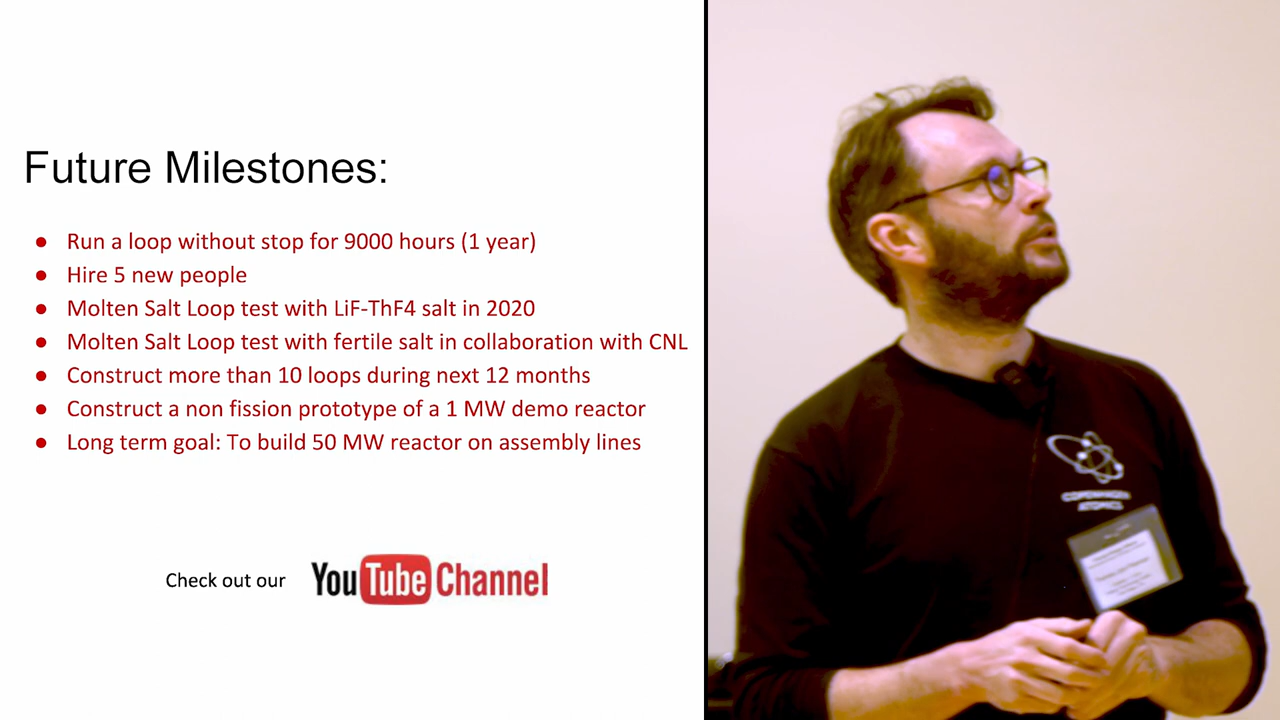 Future Milestones:
● Run a loop without stop for 9000 hours (1 year)
● Hire 5 new people
● Molten Salt Loop test with LiF-ThF4 salt in 2020
● Molten Salt Loop test with fertile salt in collaboration with CNL
● Construct more than 10 loops during next 12 months
● Construct a non fission prototype of a 1 MW demo reactor
● Long term goal: To build 50 MW reactor on assembly lines
Check out our YouTube Channel
COPENHAGEN
ATOMICS